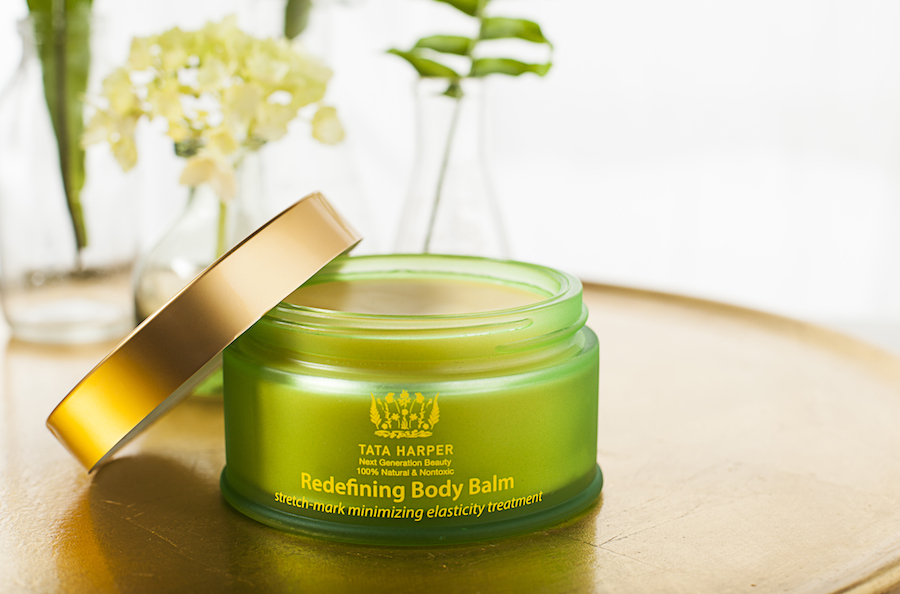 TATA HARPER
Next Generation Beauty
100% Natural & Nontoxic
Redefining Body Balm
stretch-mark minimizing elasticity treatment